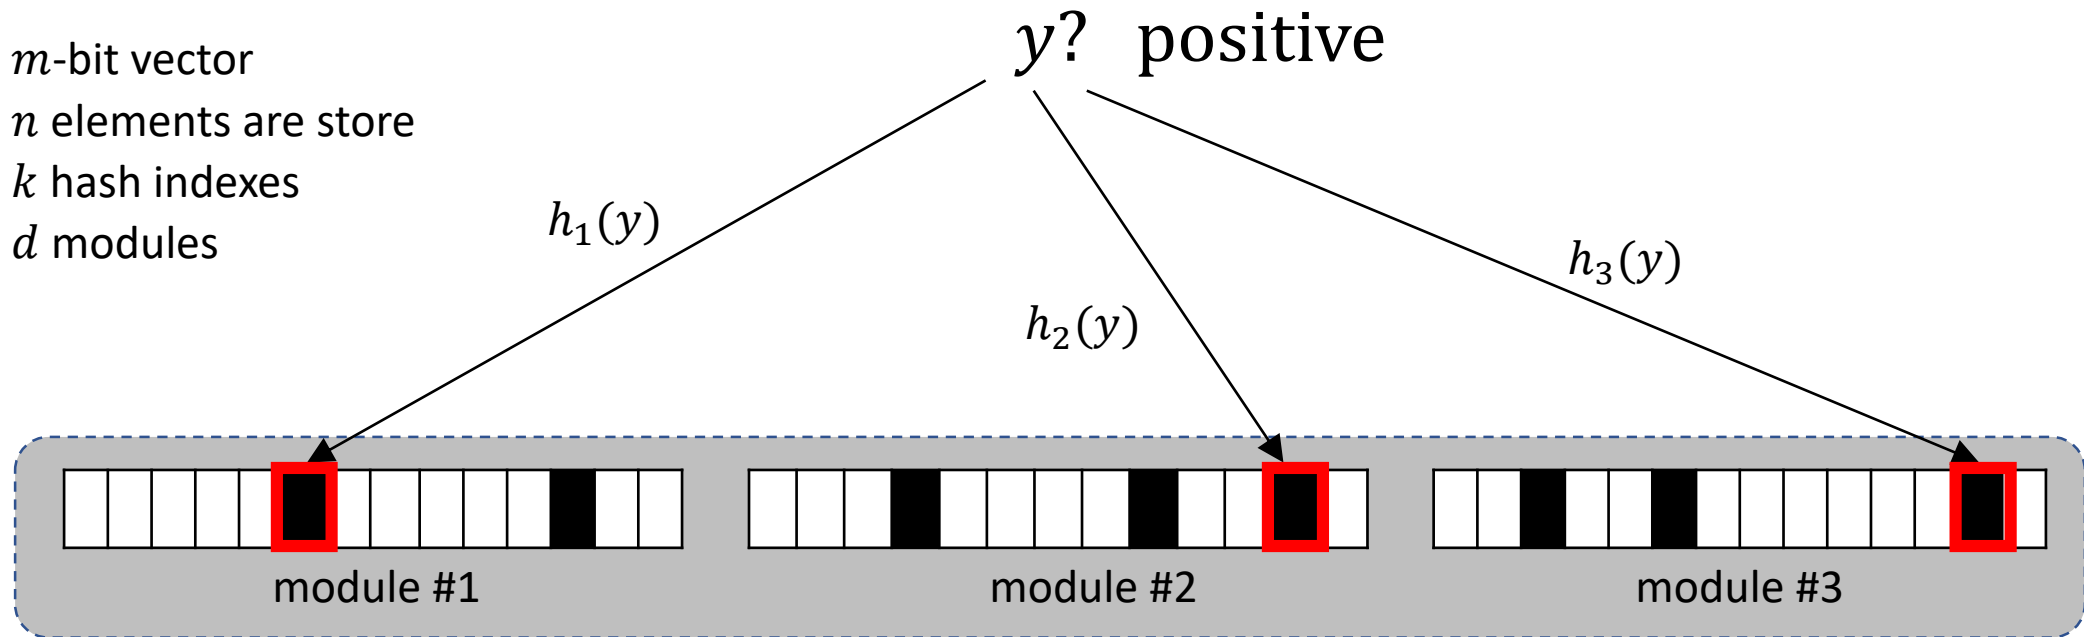 y? positive
m-bit vector
n elements are store
k hash indexes
d modules
h₁(y)
h₂(y)
h₃(y)
module #1
module #2
module #3